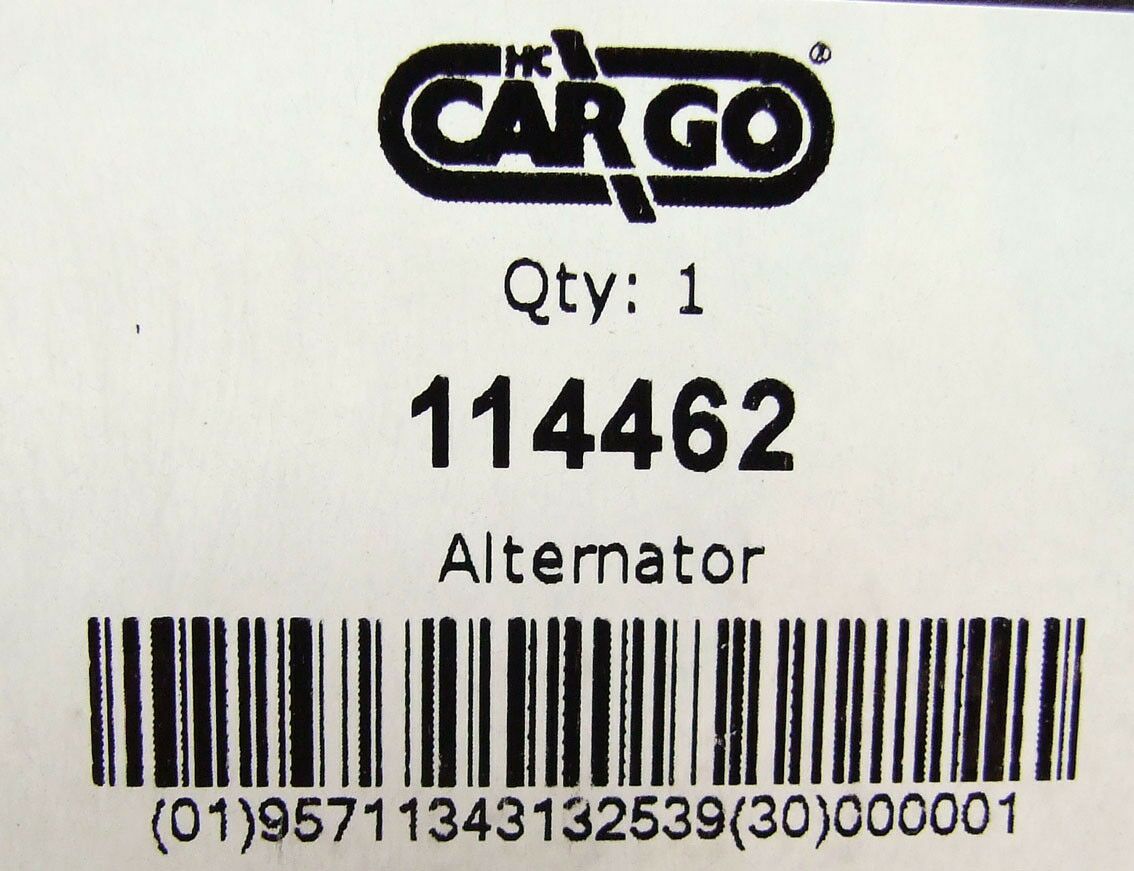 HC
CARGO®
Qty: 1
114462
Alternator
(01)95711343132539(30)000001